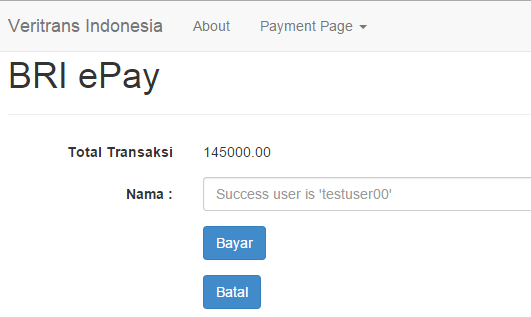 Veritrans Indonesia About Payment Page
BRI ePay
Total Transaksi 145000.00
Nama : Success user is 'testuser00'
Bayar
Batal